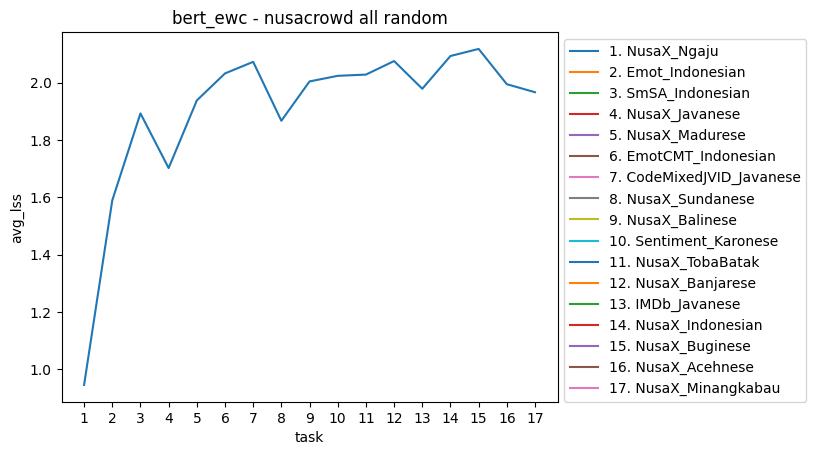 bert_ewc - nusacrowd all random
avg_lss
2.0
1.8
1.6
1.4
1.2
1.0
1 2 3 4 5 6 7 8 9 10 11 12 13 14 15 16 17
task
1. NusaX_Ngaju
2. Emot_Indonesian
3. SmSA_Indonesian
4. NusaX_Javanese
5. NusaX_Madurese
6. EmotCMT_Indonesian
7. CodeMixedJVID_Javanese
8. NusaX_Sundanese
9. NusaX_Balinese
10. Sentiment_Karonese
11. NusaX_TobaBatak
12. NusaX_Banjarese
13. IMDb_Javanese
14. NusaX_Indonesian
15. NusaX_Buginese
16. NusaX_Acehnese
17. NusaX_Minangkabau